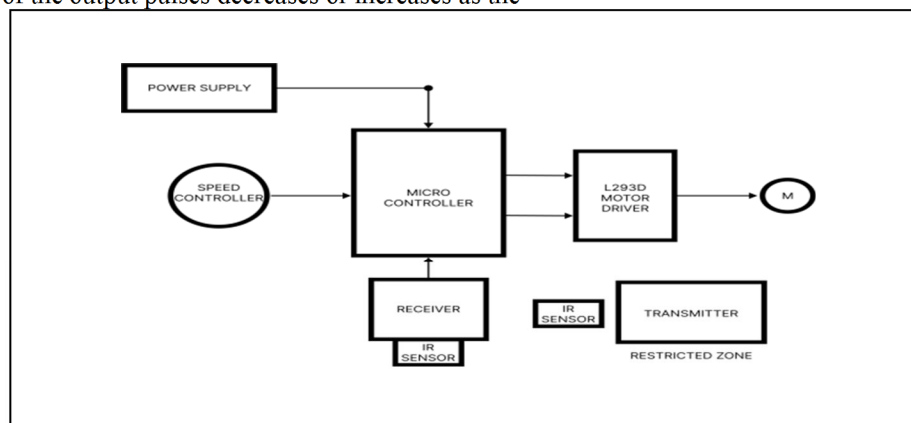 of the output pulses decreases or increases as the
POWER SUPPLY
SPEED
CONTROLLER
MICRO
CONTROLLER
L293D
MOTOR
DRIVER
M
RECEIVER
IR
SENSOR
IR
SENSOR
TRANSMITTER
RESTRICTED ZONE